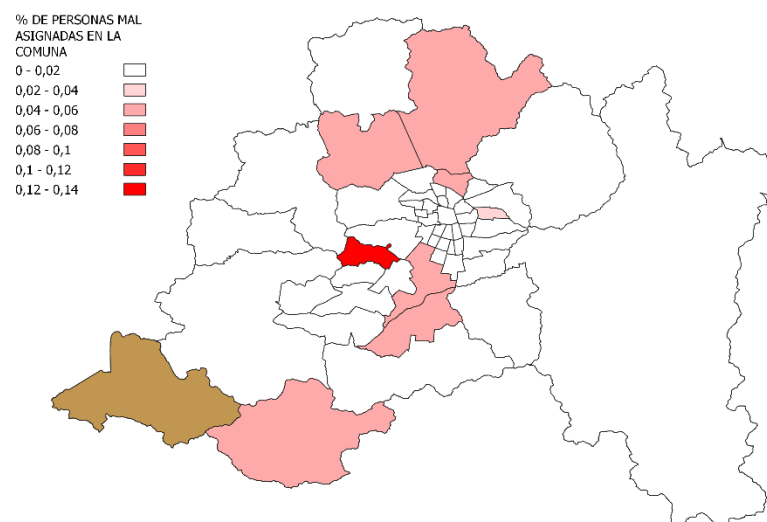 % DE PERSONAS MAL
ASIGNADAS EN LA
COMUNA
0 - 0,02
0,02 - 0,04
0,04 - 0,06
0,06 - 0,08
0,08 - 0,1
0,1 - 0,12
0,12 - 0,14